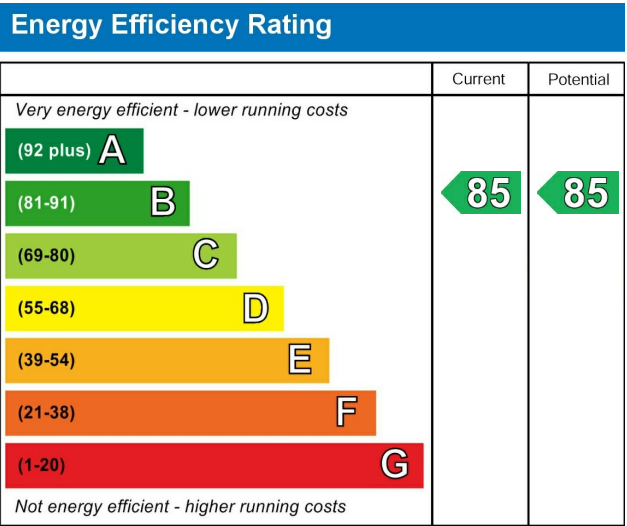 Energy Efficiency Rating
Current Potential
Very energy efficient - lower running costs
(92 plus) A
(81-91) B 85 85
(69-80) C
(55-68) D
(39-54) E
(21-38) F
(1-20) G
Not energy efficient - higher running costs